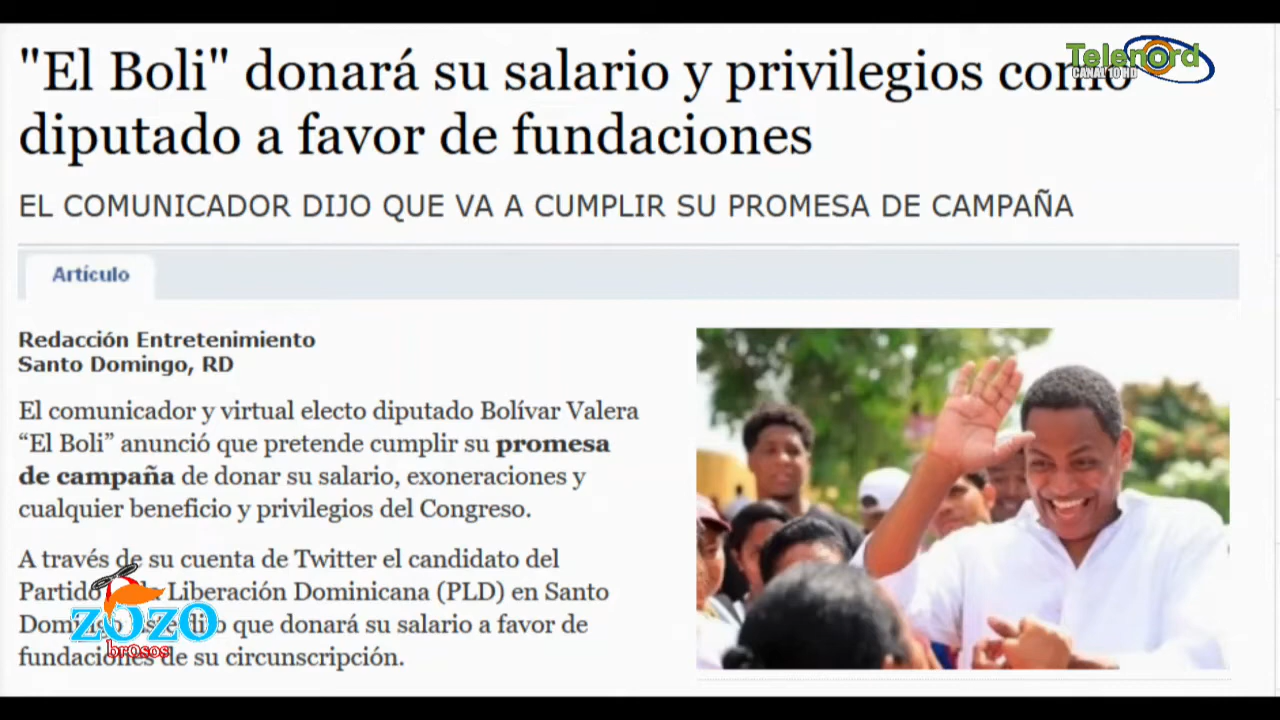 "El Boli" donará su salario y privilegios como
diputado a favor de fundaciones
Telenord
CANAL 10 HD
EL COMUNICADOR DIJO QUE VA A CUMPLIR SU PROMESA DE CAMPAÑA
Artículo
Redacción Entretenimiento
Santo Domingo, RD
El comunicador y virtual electo diputado Bolívar Valera
“El Boli” anunció que pretende cumplir su promesa
de campaña de donar su salario, exoneraciones y
cualquier beneficio y privilegios del Congreso.
A través de su cuenta de Twitter el candidato del
Partido Liberación Dominicana (PLD) en Santo
Domingo que donará su salario a favor de
fundaciones de su circunscripción.
zozo
br0sos